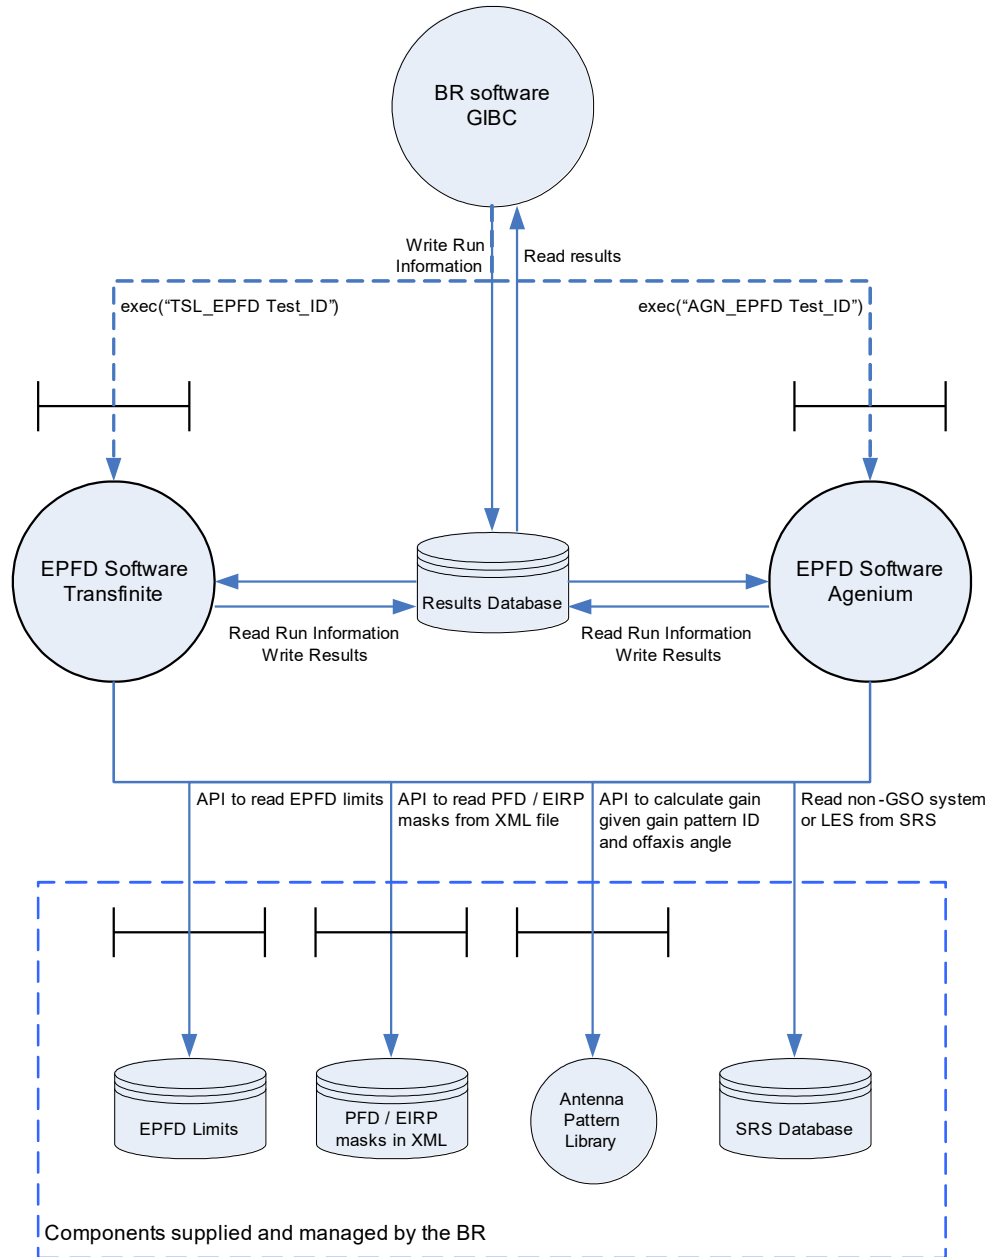 BR software
GIBC
Write Run
Information
Read results
exec(“TSL_EPFD Test_ID”)
exec(“AGN_EPFD Test_ID”)
EPFD Software
Transfinite
Results Database
EPFD Software
Agenium
Read Run Information
Write Results
Read Run Information
Write Results
API to read EPFD limits
API to read PFD / EIRP
masks from XML file
API to calculate gain
given gain pattern ID
and offaxis angle
Read non-GSO system
or LES from SRS
EPFD Limits
PFD / EIRP
masks in XML
Antenna
Pattern
Library
SRS Database
Components supplied and managed by the BR